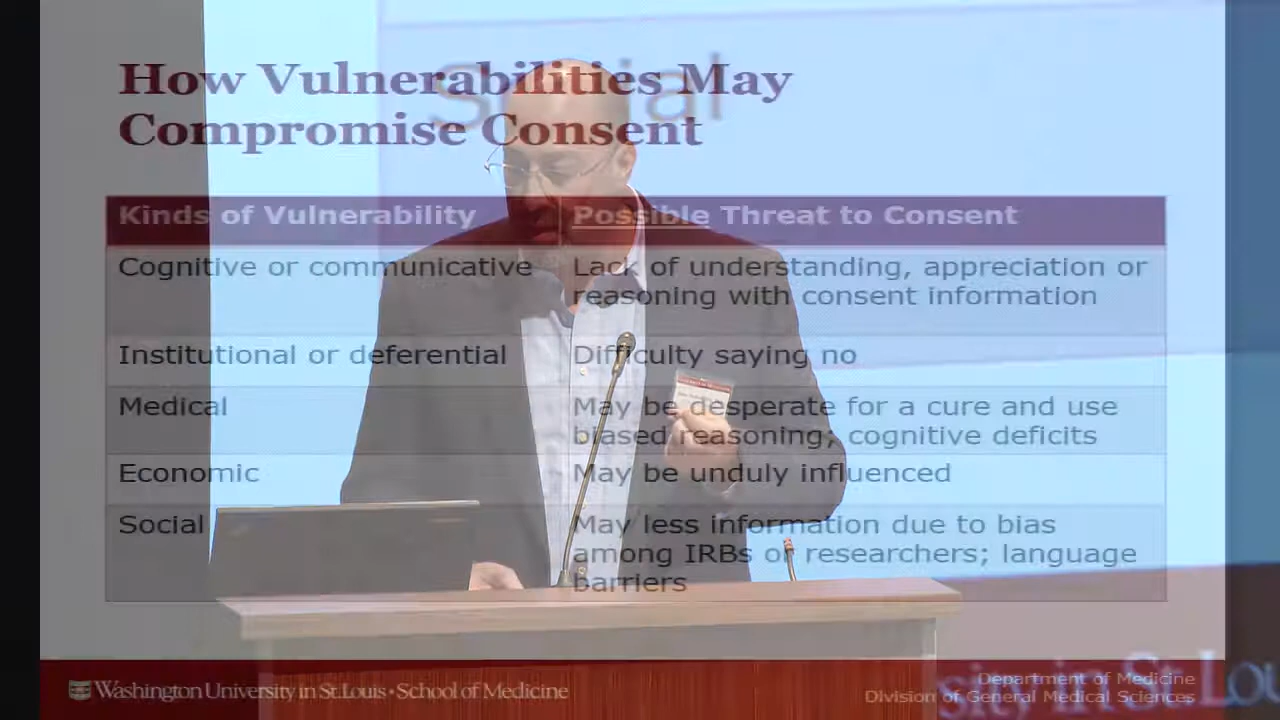 How Vulnerabilities May
Compromise Consent
Social
Kinds of Vulnerability
Possible Threat to Consent
Cognitive or communicative
Lack of understanding, appreciation or
reasoning with consent information
Institutional or deferential
Difficulty saying no
Medical
May be desperate for a cure and use
biased reasoning; cognitive deficits
Economic
May be unduly influenced
Social
May less information due to bias
among IRBs or researchers; language
barriers
Washington University in St. Louis • School of Medicine
Department of Medicine
Division of General Medical Sciences
in St. Lou